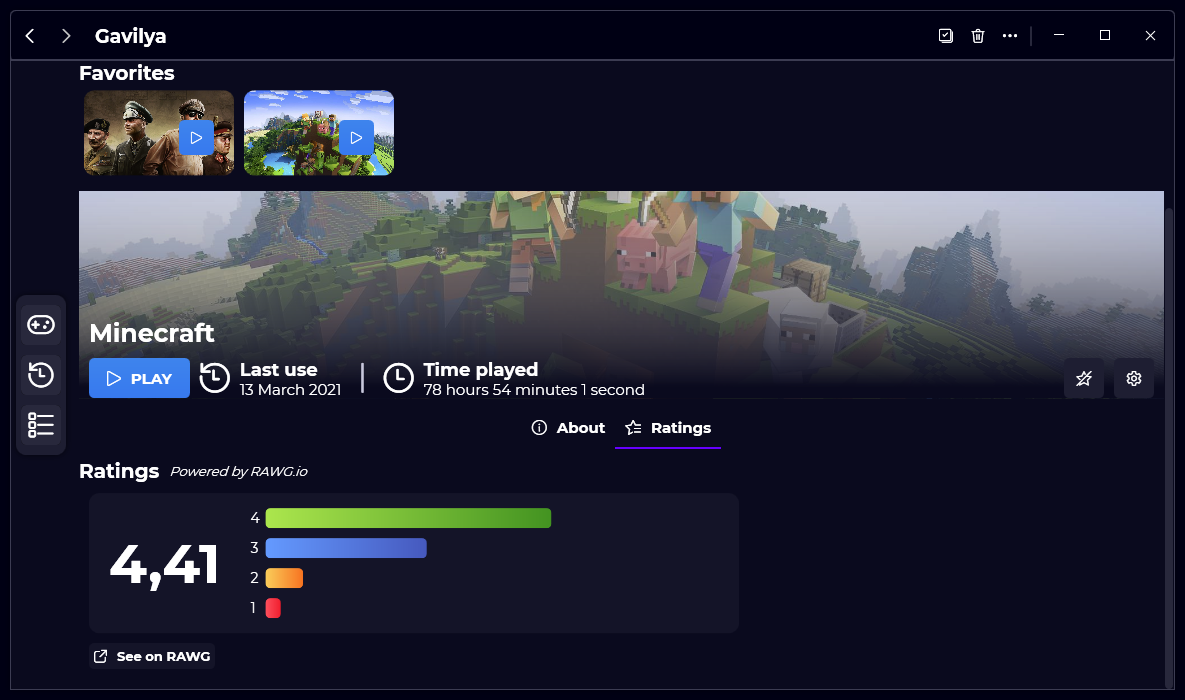 Gavilya
Favorites
Minecraft
PLAY
Last use
13 March 2021
Time played
78 hours 54 minutes 1 second
About
Ratings
Ratings Powered by RAWG.io
4,41
4
3
2
1
See on RAWG